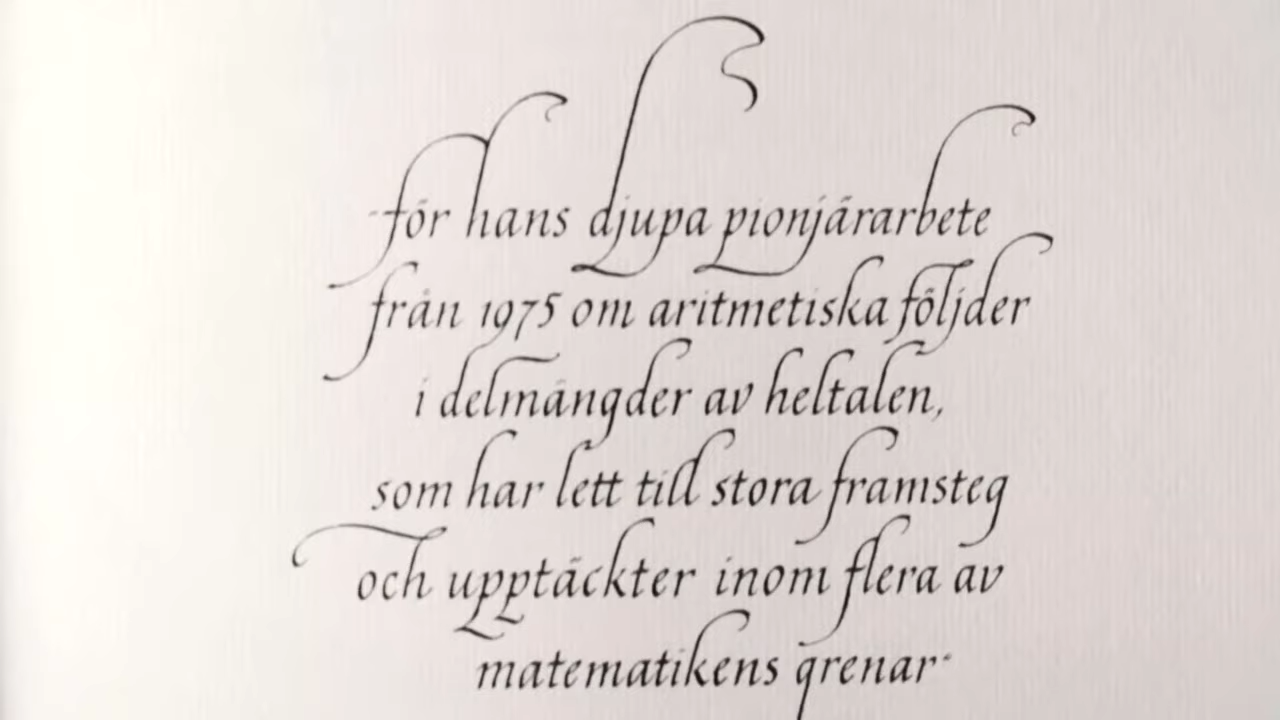 -för hans djupa pionjärarbete
från 1975 om aritmetiska följder
i delmängder av heltalen,
som har lett till stora framsteg
och upptäckter inom flera av
matematikens grenar-